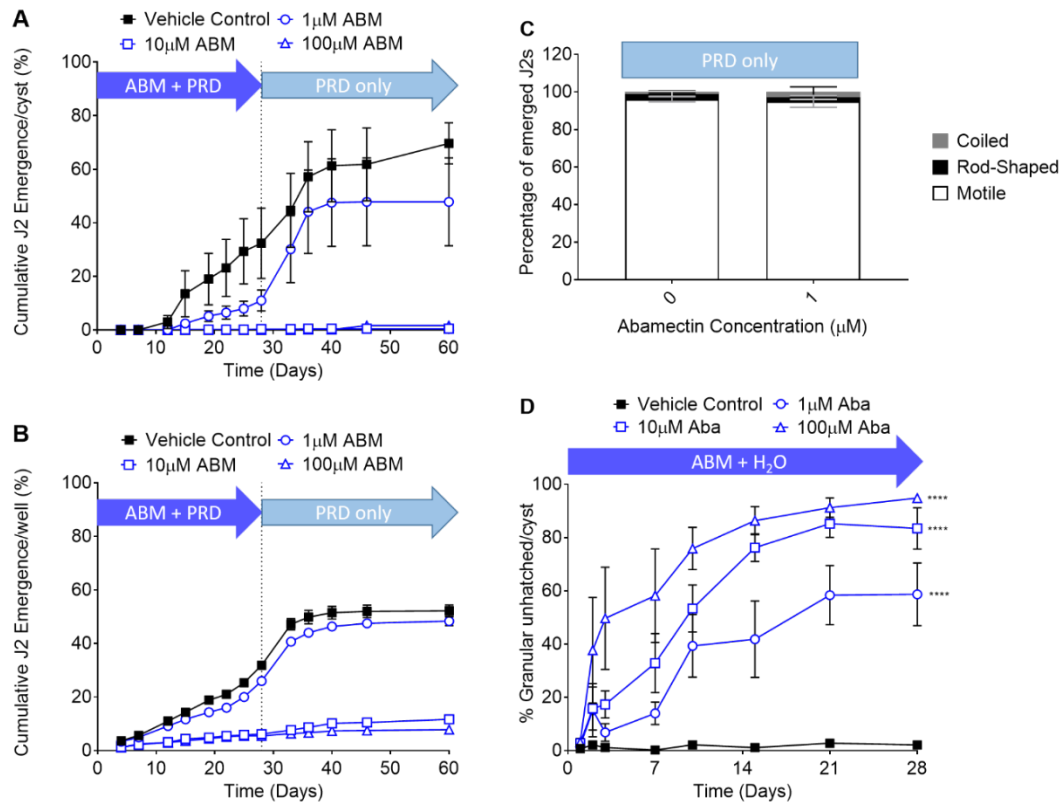 A
Vehicle Control 1μM ABM
10μM ABM 100μM ABM
ABM + PRD PRD only
Cumulative J2 Emergence/cyst (%)
100
80
60
40
20
0
0 10 20 30 40 50 60
Time (Days)
B
Vehicle Control 1μM ABM
10μM ABM 100μM ABM
ABM + PRD PRD only
Cumulative J2 Emergence/well (%)
100
80
60
40
20
0
0 10 20 30 40 50 60
Time (Days)
C
PRD only
Percentage of emerged J2s
120
100
80
60
40
20
0
0 1
Abamectin Concentration (μM)
Coiled
Rod-Shaped
Motile
D
Vehicle Control 1μM Aba
10μM Aba 100μM Aba
ABM + H₂O
% Granular unhatched/cyst
100
80
60
40
20
0
****
****
****
0 7 14 21 28
Time (Days)